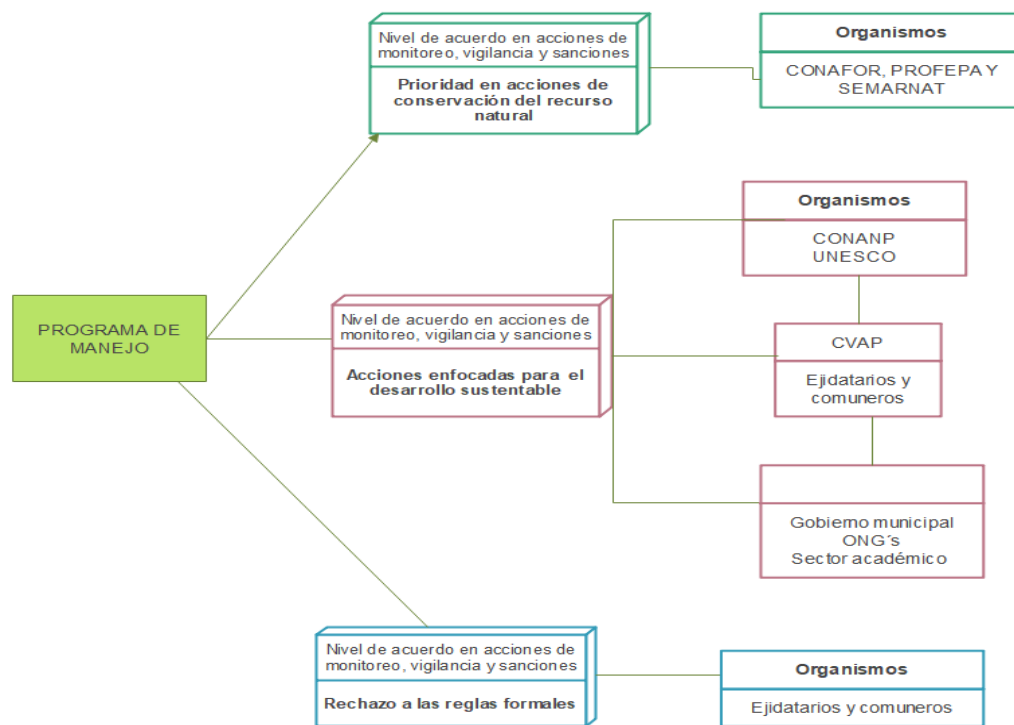 Nivel de acuerdo en acciones de
monitoreo, vigilancia y sanciones
Prioridad en acciones de
conservación del recurso
natural
Organismos
CONAFOR, PROFEPA Y
SEMARNAT
PROGRAMA DE
MANEJO
Nivel de acuerdo en acciones de
monitoreo, vigilancia y sanciones
Acciones enfocadas para el
desarrollo sustentable
Organismos
CONANP
UNESCO
CVAP
Ejidatarios y
comuneros
Gobierno municipal
ONG´s
Sector académico
Nivel de acuerdo en acciones de
monitoreo, vigilancia y sanciones
Rechazo a las reglas formales
Organismos
Ejidatarios y comuneros